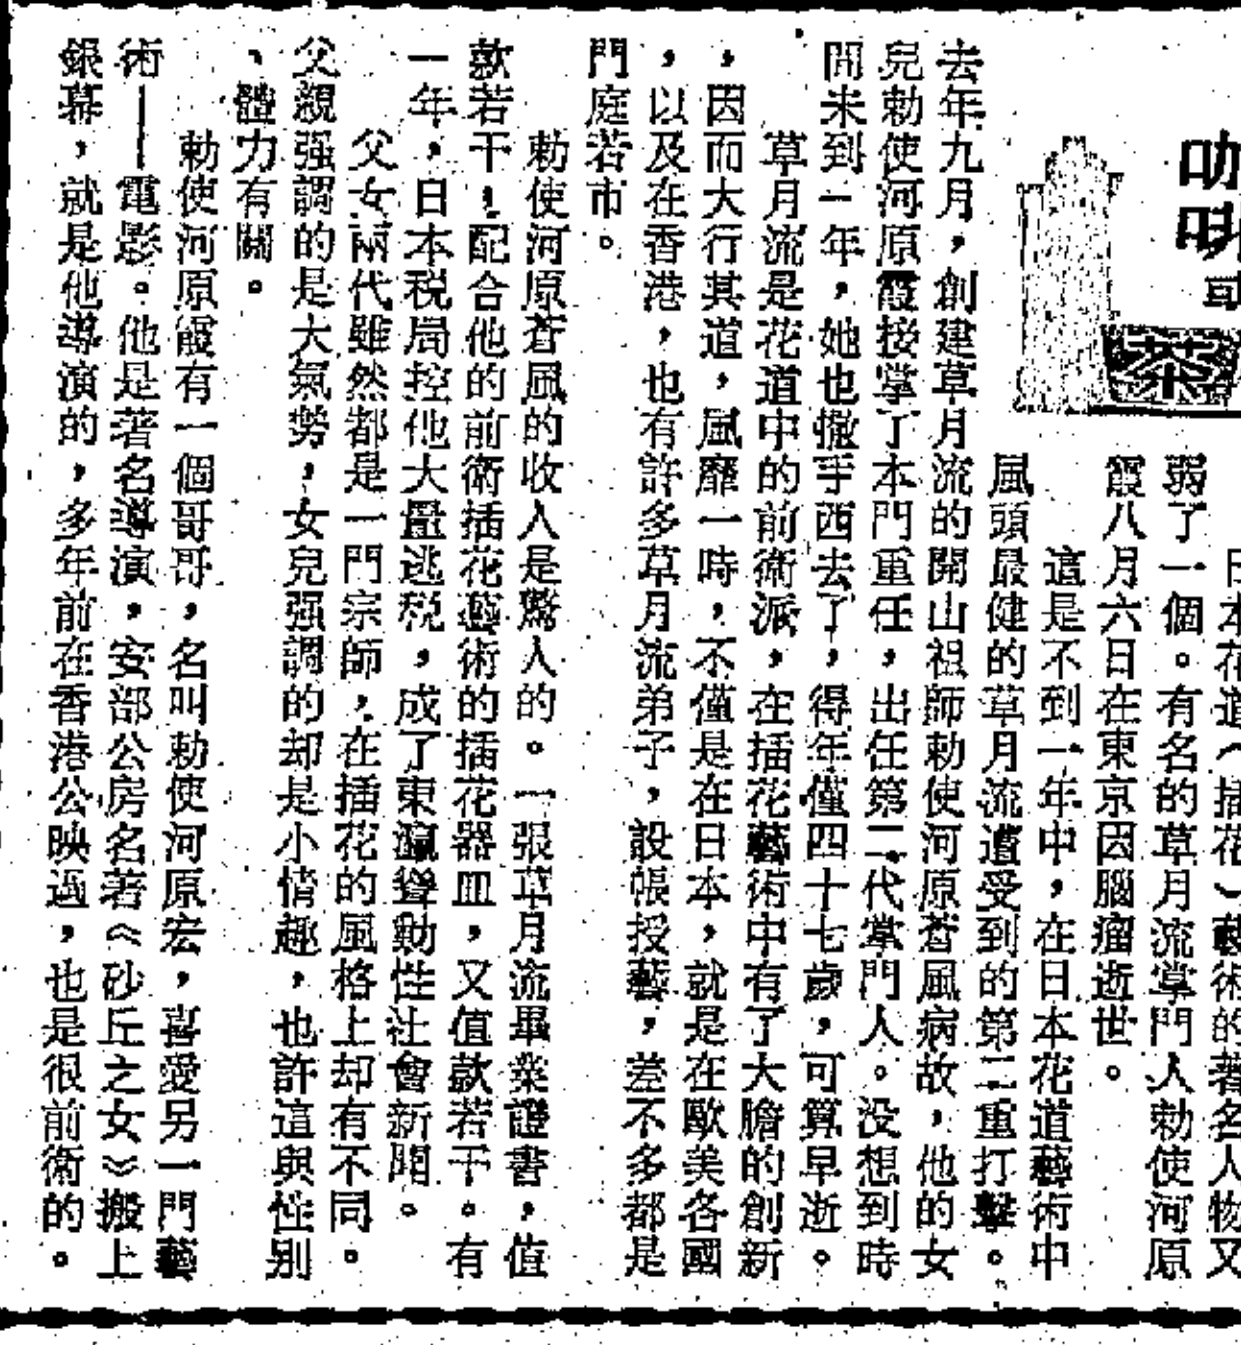 咖
茶
日本花道（插花）藝術的著名人物又
弱了一個。有名的草月流掌門人勅使河原
霞八月六日在東京因腦瘤逝世。
這是不到一年中，在日本花道藝術中
風頭最健的草月流遭受到的第二重打擊。
去年九月，創建草月流的開山祖師勅使河原蒼風病故，他的女
兒勅使河原霞接掌了本門重任，出任第二代掌門人。没想到時
間未到一年，她也撒手西去了，得年僅四十七歲，可算早逝。
草月流是花道中的前衛派，在插花藝術中有了大膽的創新
，因而大行其道，風靡一時，不僅是在日本，就是在歐美各國
，以及在香港，也有許多草月流弟子，設帳授藝，差不多都是
門庭若市。
勅使河原蒼風的收入是驚人的。一張草月流畢業證書，值
款若干！配合他的前衛插花藝術的插花器皿，又值款若干。有
一年，日本税局控他大量逃税，成了東瀛聳動性社會新聞。
父女兩代雖然都是一門宗師，在插花的風格上却有不同。
父親强調的是大氣勢，女兒强調的却是小情趣，也許這與性别
、體力有關。
勅使河原霞有一個哥哥，名叫勅使河原宏，喜愛另一門藝
術——電影。他是著名導演，安部公房名著《砂丘之女》搬上
銀幕，就是他導演的，多年前在香港公映過，也是很前衛的。